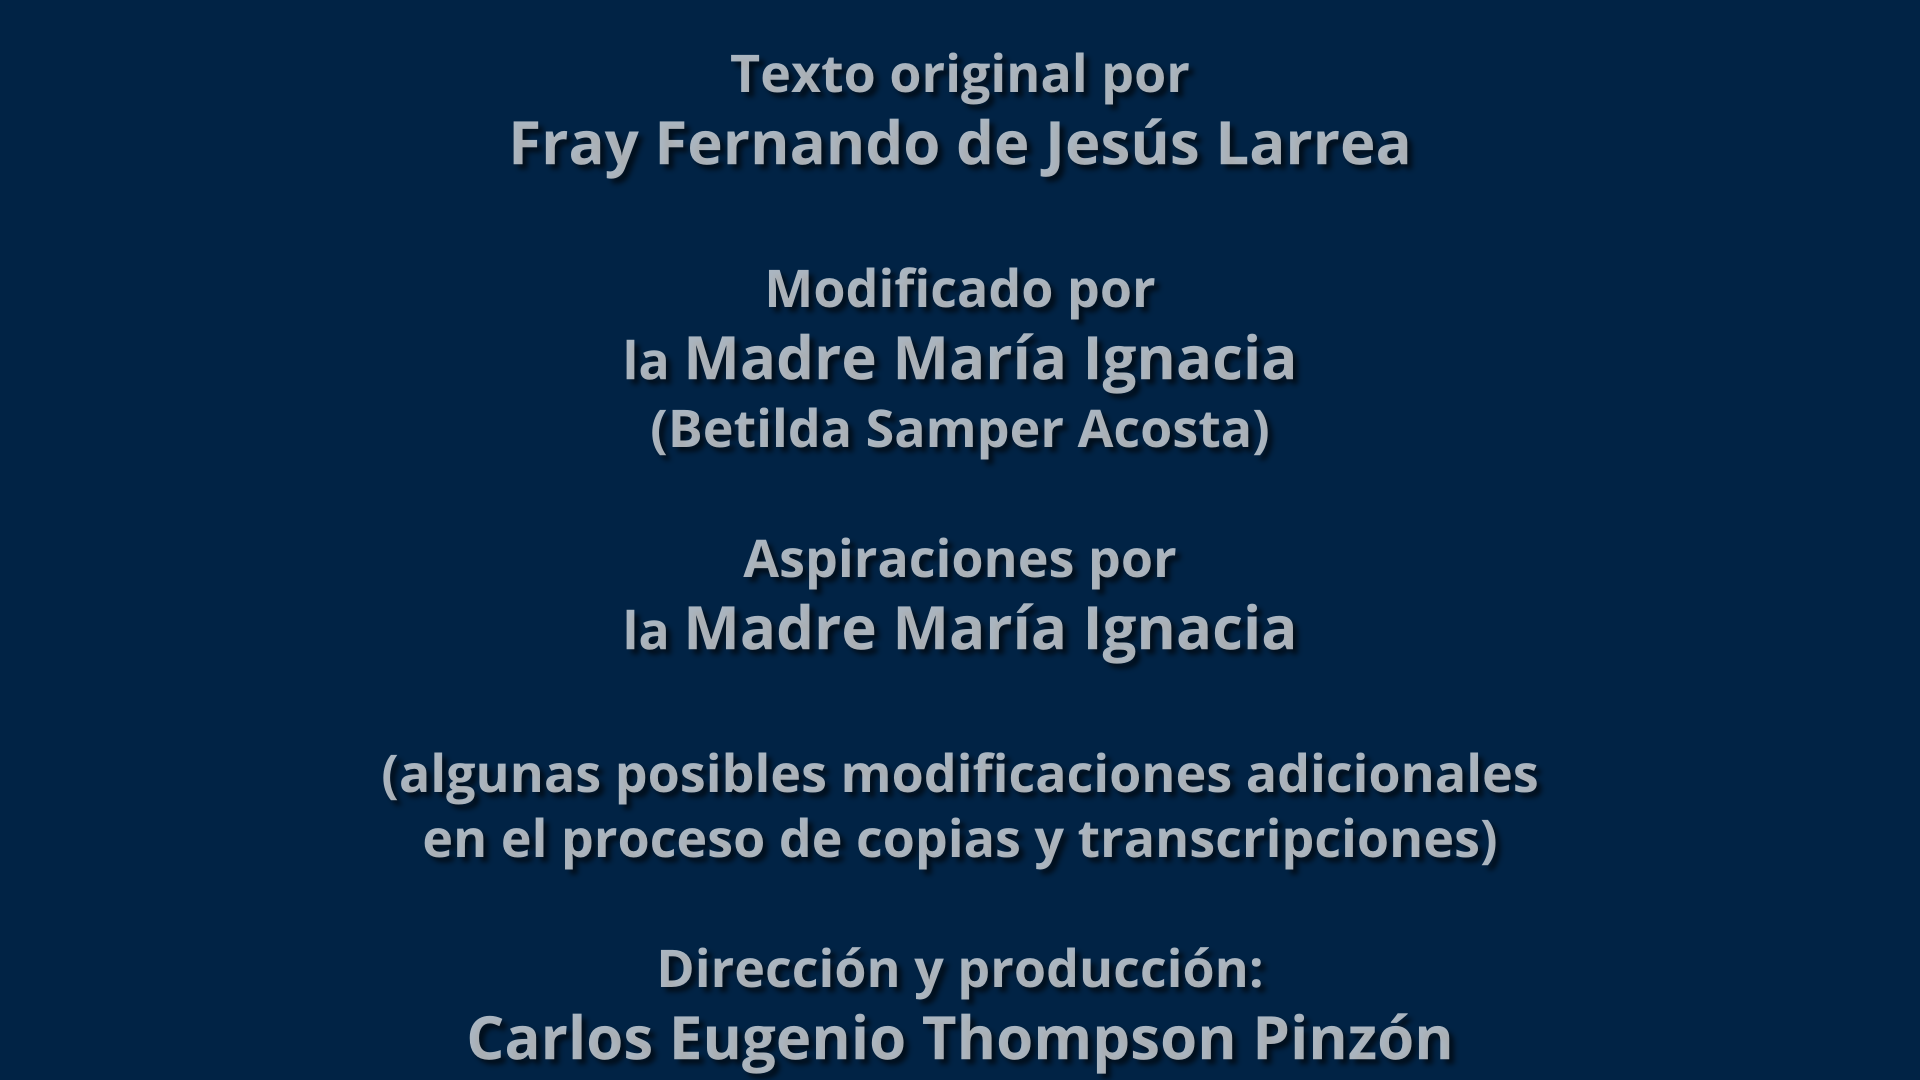 Texto original por
Fray Fernando de Jesús Larrea
Modificado por
la Madre María Ignacia
(Betilda Samper Acosta)
Aspiraciones por
la Madre María Ignacia
(algunas posibles modificaciones adicionales
en el proceso de copias y transcripciones)
Dirección y producción:
Carlos Eugenio Thompson Pinzón